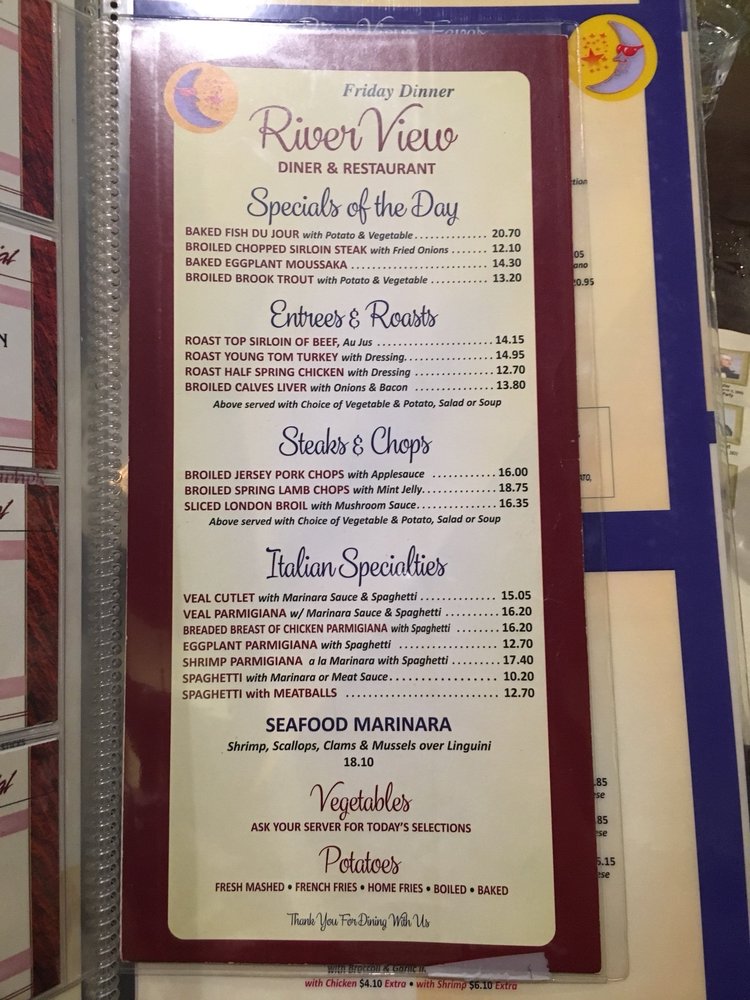 River View Favor
Friday Dinner
River View
DINER & RESTAURANT
Specials of the Day
BAKED FISH DU JOUR with Potato & Vegetable . . . . . . . . . . . . . 20.70
BROILED CHOPPED SIRLOIN STEAK with Fried Onions . . . . . . . 12.10
BAKED EGGPLANT MOUSSAKA . . . . . . . . . . . . . . . . . . . . . . . . . 14.30
BROILED BROOK TROUT with Potato & Vegetable . . . . . . . . . . . 13.20
Entrees & Roasts
ROAST TOP SIRLOIN OF BEEF, Au Jus . . . . . . . . . . . . . . . . . . . . . 14.15
ROAST YOUNG TOM TURKEY with Dressing. . . . . . . . . . . . . . . . 14.95
ROAST HALF SPRING CHICKEN with Dressing . . . . . . . . . . . . . . 12.70
BROILED CALVES LIVER with Onions & Bacon . . . . . . . . . . . . . . 13.80
Above served with Choice of Vegetable & Potato, Salad or Soup
Steaks & Chops
BROILED JERSEY PORK CHOPS with Applesauce . . . . . . . . . . . 16.00
BROILED SPRING LAMB CHOPS with Mint Jelly. . . . . . . . . . . . . 18.75
SLICED LONDON BROIL with Mushroom Sauce. . . . . . . . . . . . . . 16.35
Above served with Choice of Vegetable & Potato, Salad or Soup
Italian Specialties
VEAL CUTLET with Marinara Sauce & Spaghetti . . . . . . . . . . . . . . 15.05
VEAL PARMIGIANA w/ Marinara Sauce & Spaghetti . . . . . . . . . . 16.20
BREADED BREAST OF CHICKEN PARMIGIANA with Spaghetti . . . . . . . . 16.20
EGGPLANT PARMIGIANA with Spaghetti . . . . . . . . . . . . . . . . . . 12.70
SHRIMP PARMIGIANA a la Marinara with Spaghetti . . . . . . . . . 17.40
SPAGHETTI with Marinara or Meat Sauce. . . . . . . . . . . . . . . . . . 10.20
SPAGHETTI with MEATBALLS . . . . . . . . . . . . . . . . . . . . . . . . . . . 12.70
SEAFOOD MARINARA
Shrimp, Scallops, Clams & Mussels over Linguini
18.10
Vegetables
ASK YOUR SERVER FOR TODAY'S SELECTIONS
Potatoes
FRESH MASHED • FRENCH FRIES • HOME FRIES • BOILED • BAKED
Thank You For Dining With Us
with Broccoli & Garlic
with Chicken $4.10 Extra • with Shrimp $6.10 Extra